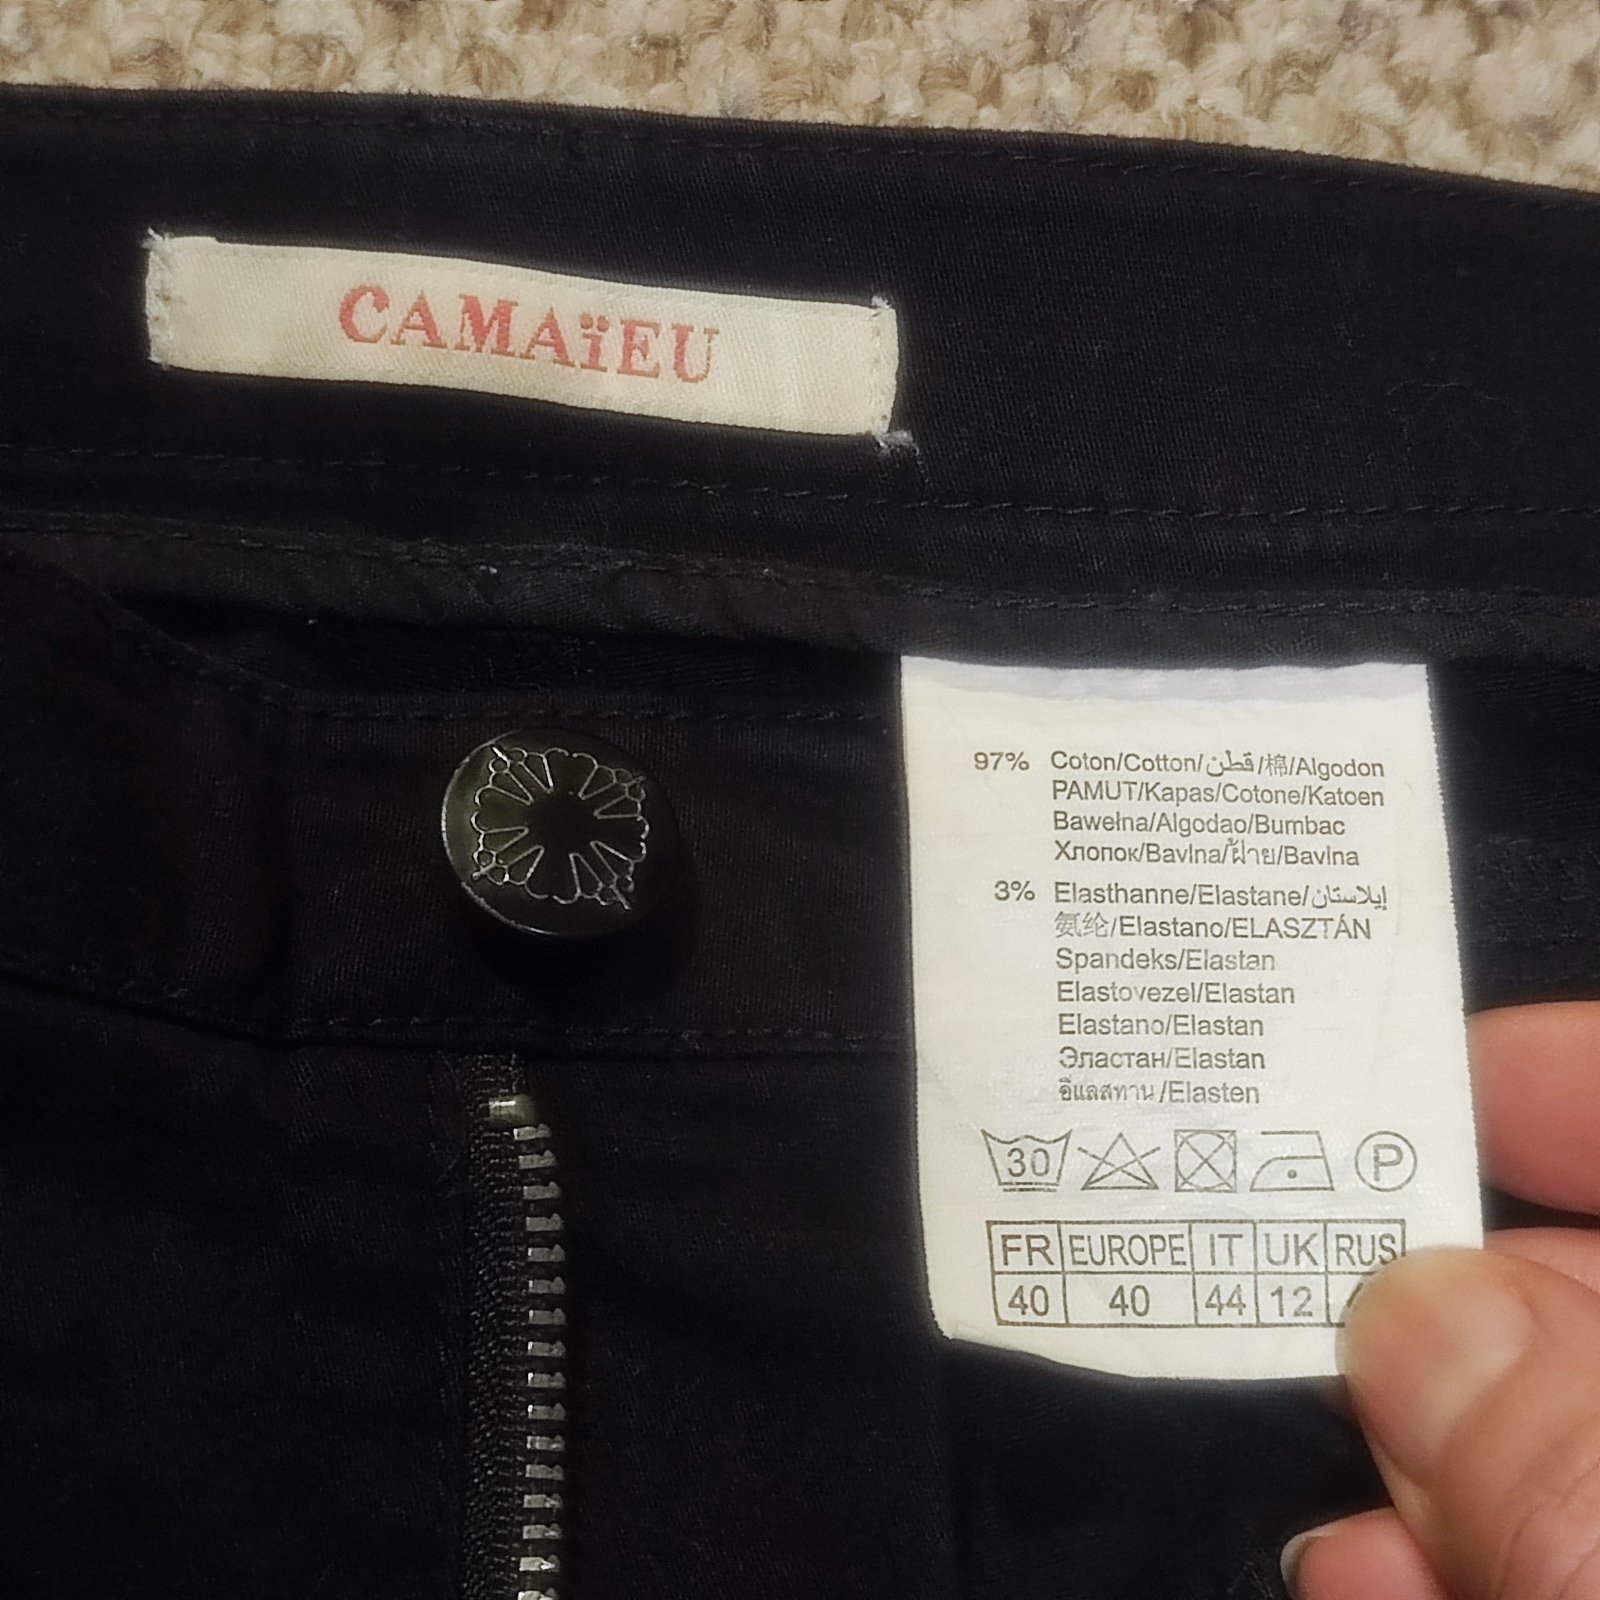 CAMAïEU
97% Coton/Cotton/قطن/棉/Algodon
PAMUT/Kapas/Cotone/Katoen
Bawełna/Algodao/Bumbac
Хлопок/Bavlna/ฝ้าย/Bavlna
3% Elasthanne/Elastane/إيلاستان
氨纶/Elastano/ELASZTÁN
Spandeks/Elastan
Elastovezel/Elastan
Elastano/Elastan
Эластан/Elastan
อีแลสทาน/Elasten
30 P
FR EUROPE IT UK RUS
40 40 44 12